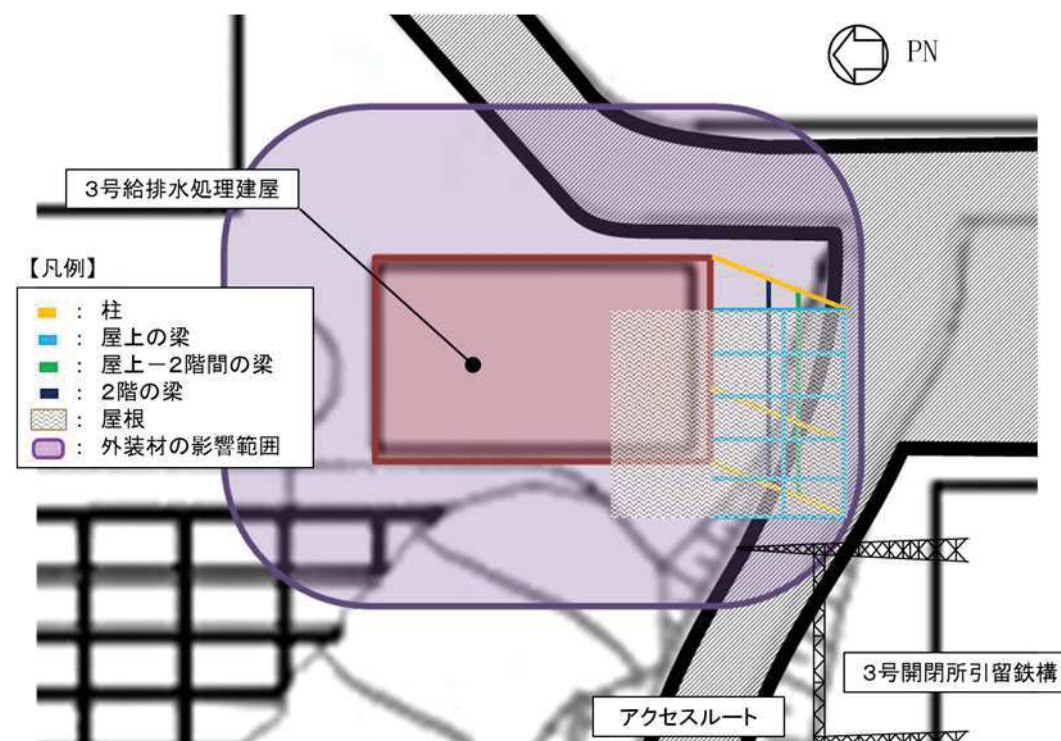 PN
3号給排水処理建屋
【凡例】
： 柱
： 屋上の梁
： 屋上－2階間の梁
： 2階の梁
： 屋根
： 外装材の影響範囲
3号開閉所引留鉄構
アクセスルート